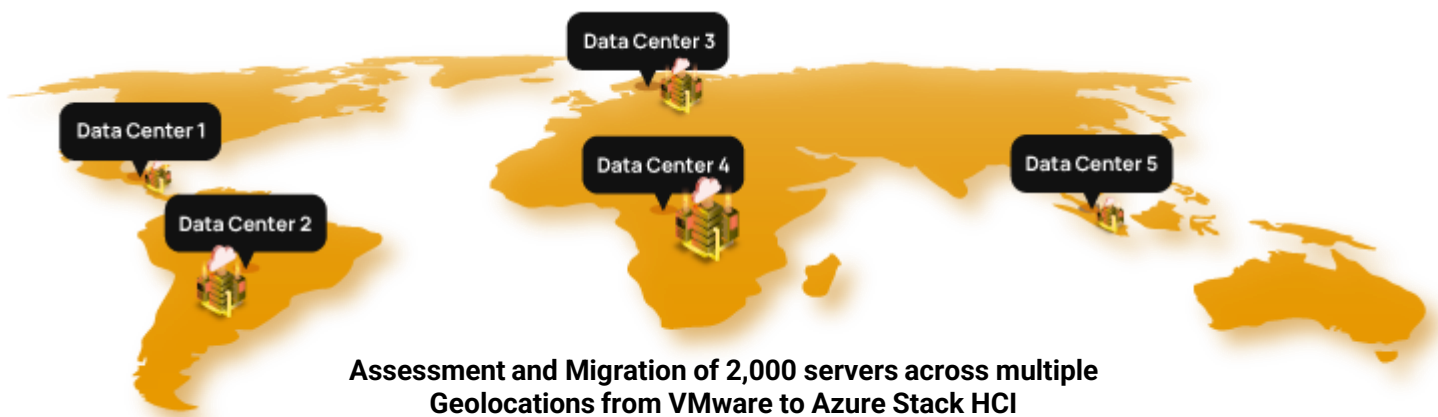 Data Center 3
Data Center 1
Data Center 4
Data Center 5
Data Center 2
Assessment and Migration of 2,000 servers across multiple
Geolocations from VMware to Azure Stack HCI